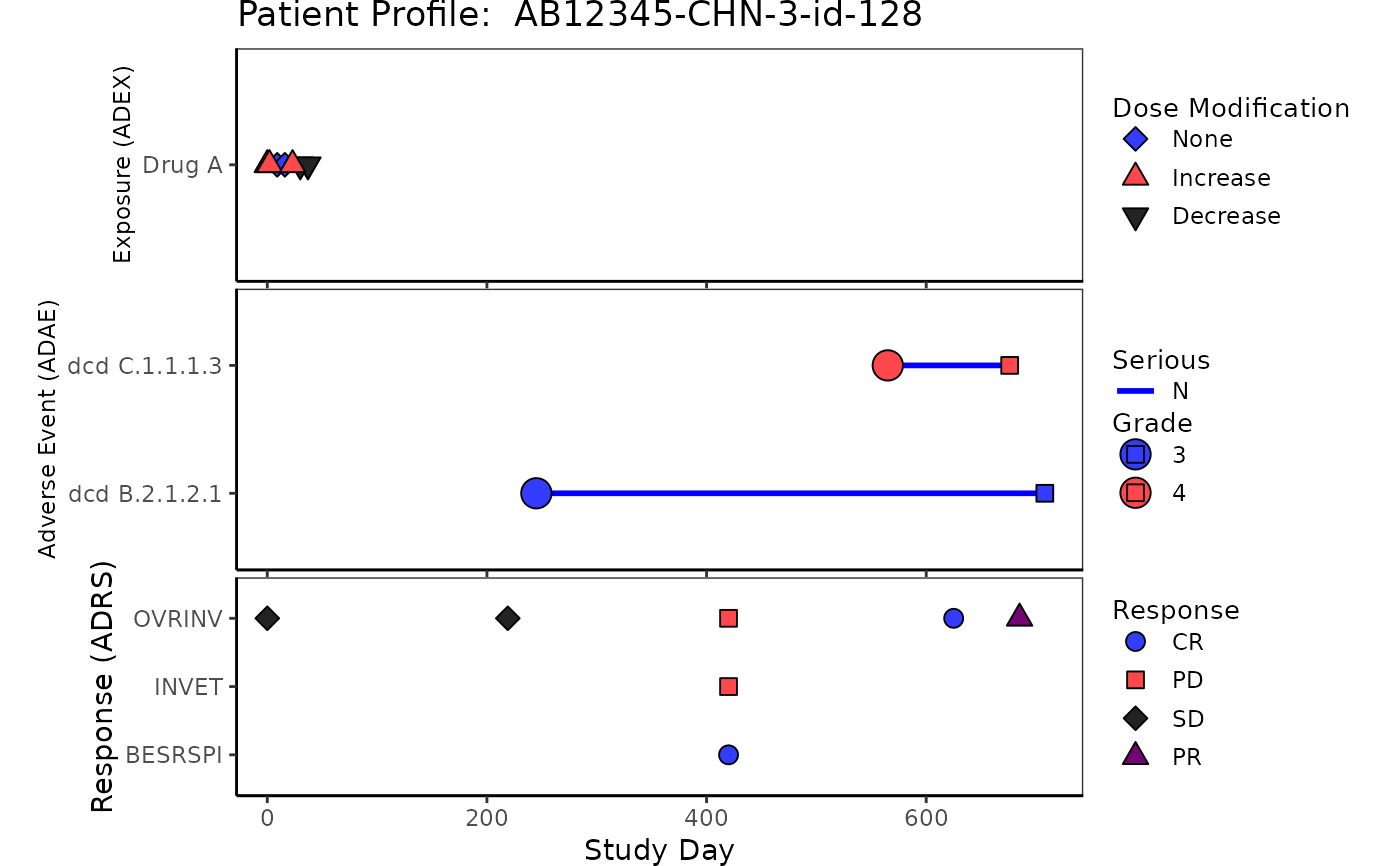 Patient Profile:  AB12345-CHN-3-id-128
Exposure (ADEX)
Drug A
Dose Modification
None
Increase
Decrease
Adverse Event (ADAE)
dcd C.1.1.1.3
dcd B.2.1.2.1
Serious
N
Grade
3
4
Response (ADRS)
OVRINV
INVET
BESRSPI
Response
CR
PD
SD
PR
0 200 400 600
Study Day